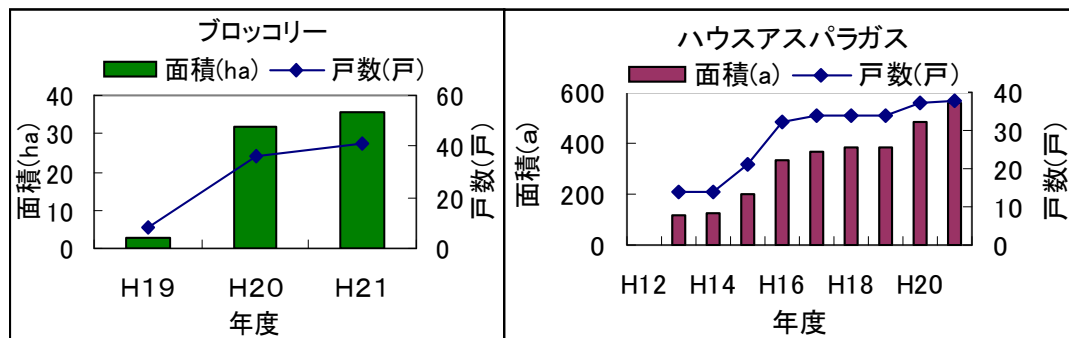 ブロッコリー
面積(ha) 戸数(戸)
面積(ha)
40
30
20
10
0
60
40
20
0
戸数(戸)
H19 H20 H21
年度
ハウスアスパラガス
面積(a) 戸数(戸)
面積(a)
600
400
200
0
40
30
20
10
0
戸数(戸)
H12 H14 H16 H18 H20
年度